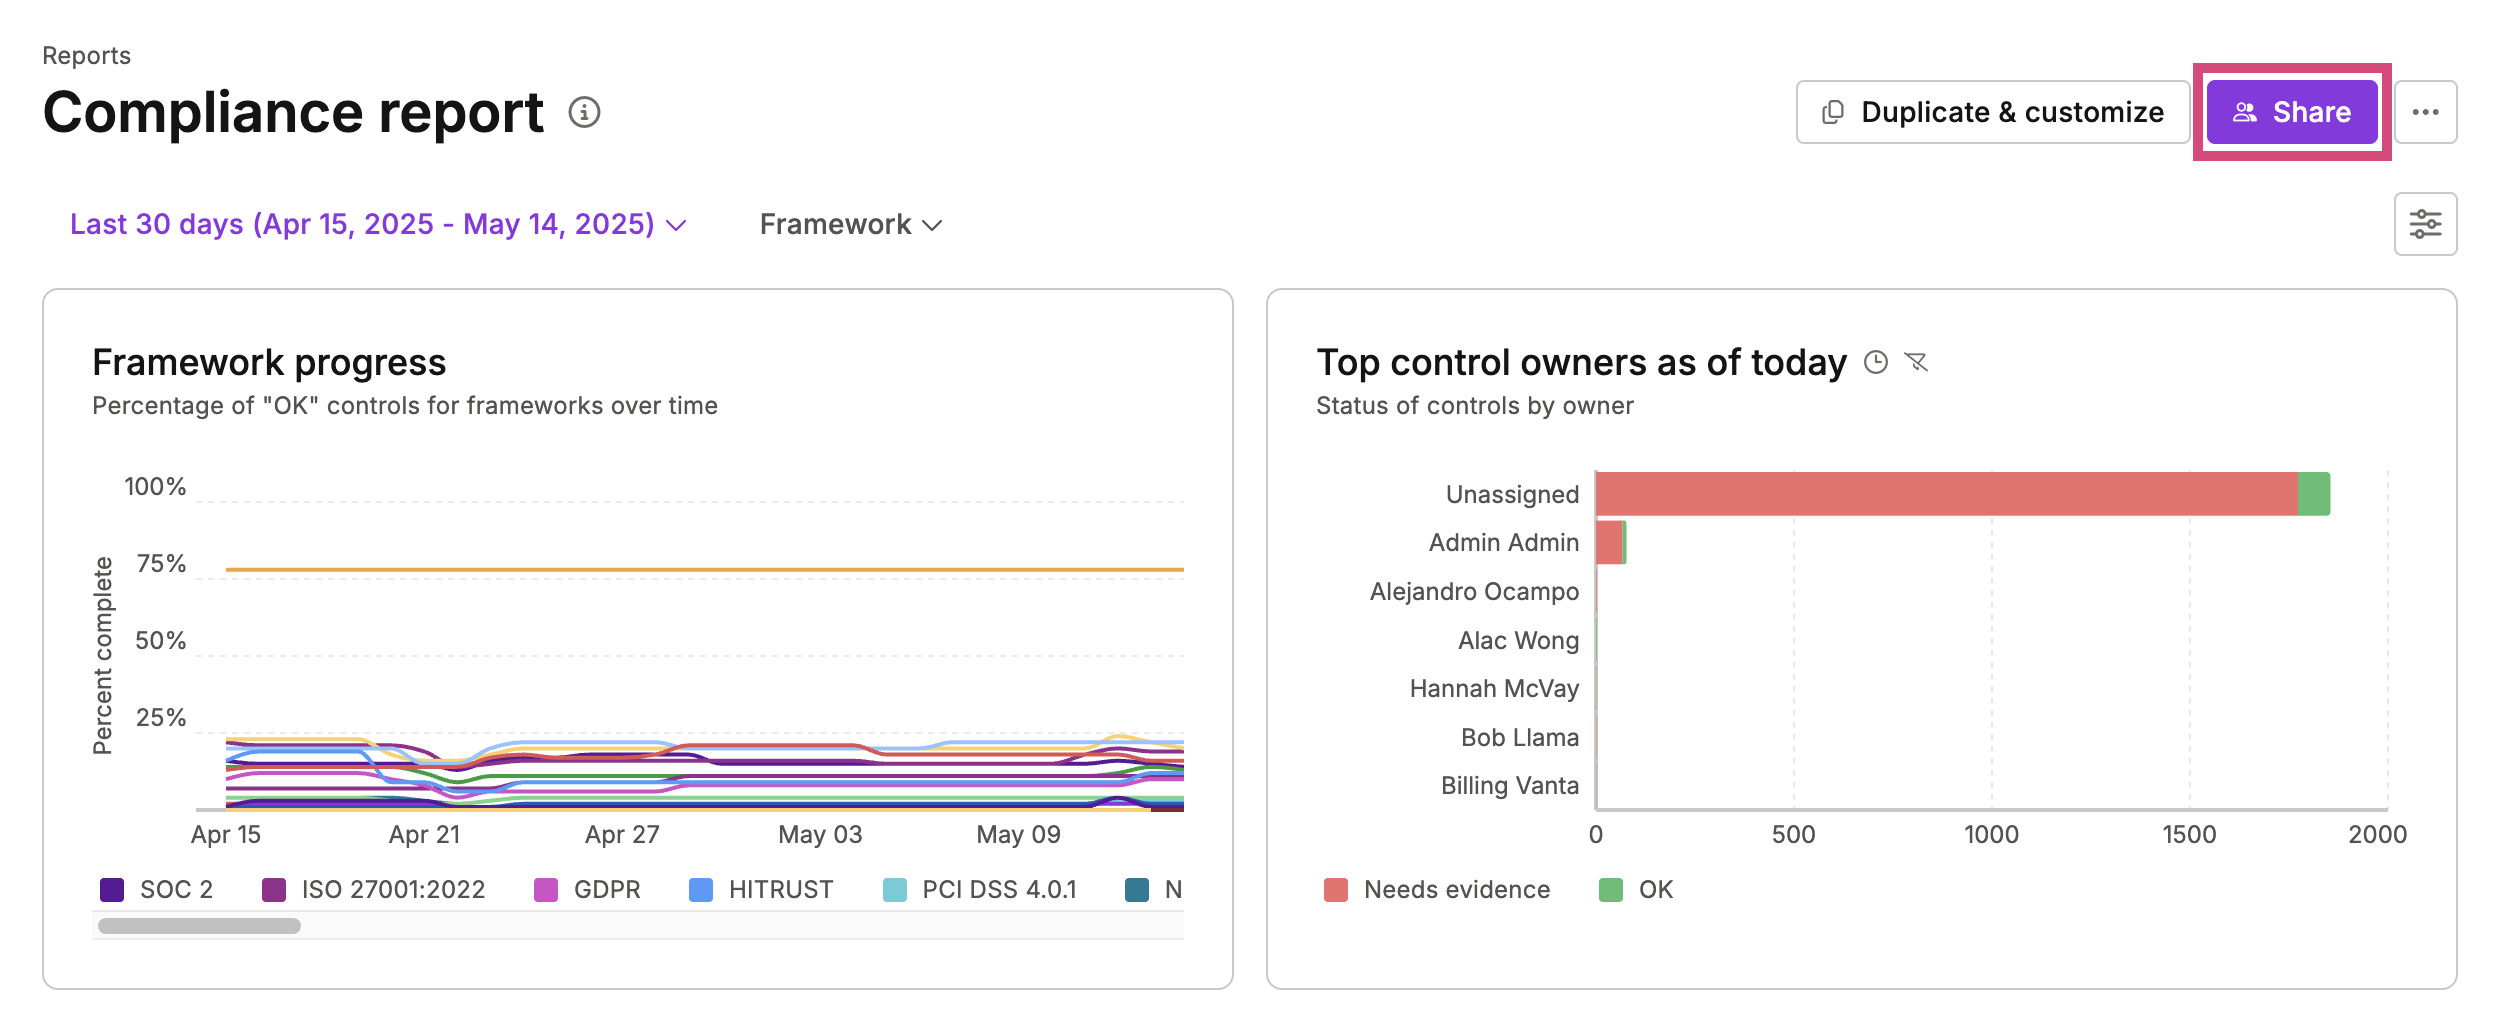 Reports
Compliance report
Duplicate & customize
Share
Last 30 days (Apr 15, 2025 - May 14, 2025)
Framework
Framework progress
Percentage of "OK" controls for frameworks over time
Percent complete
100%
75%
50%
25%
Apr 15 Apr 21 Apr 27 May 03 May 09
SOC 2 ISO 27001:2022 GDPR HITRUST PCI DSS 4.0.1 N
Top control owners as of today
Status of controls by owner
Unassigned
Admin Admin
Alejandro Ocampo
Alac Wong
Hannah McVay
Bob Llama
Billing Vanta
0 500 1000 1500 2000
Needs evidence OK